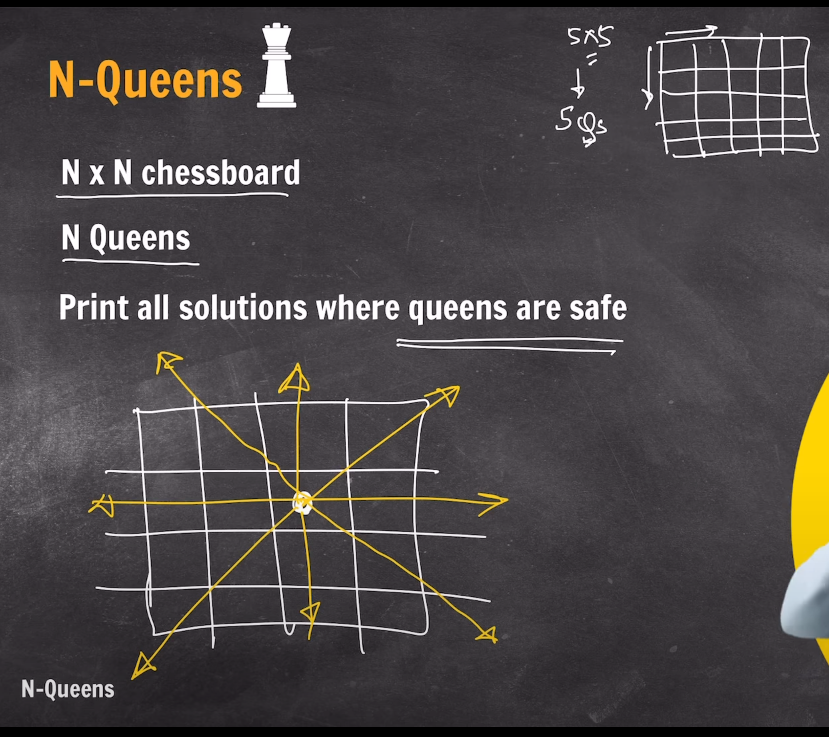 N-Queens
5x5
5 Qs
N x N chessboard
N Queens
Print all solutions where queens are safe
N-Queens